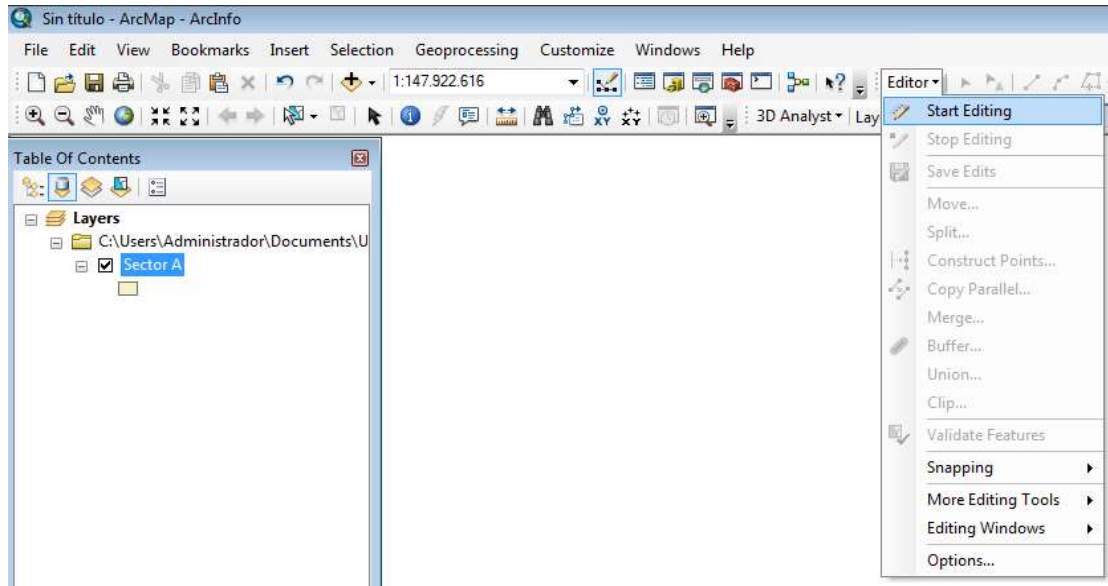 Sin título - ArcMap - ArcInfo
File Edit View Bookmarks Insert Selection Geoprocessing Customize Windows Help
1:147.922.616 Editor
3D Analyst Lay
Start Editing
Stop Editing
Save Edits
Move...
Split...
Construct Points...
Copy Parallel...
Merge...
Buffer...
Union...
Clip...
Validate Features
Snapping
More Editing Tools
Editing Windows
Options...
Table Of Contents
Layers
C:\Users\Administrador\Documents\U
Sector A